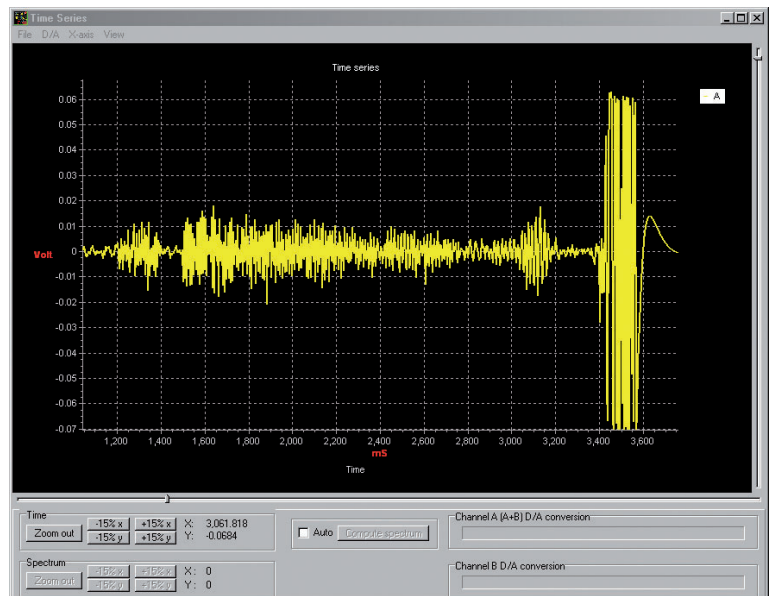 Time Series
File D/A X-axis View
Time series
A
0.06
0.05
0.04
0.03
0.02
0.01
0
Volt
-0.01
-0.02
-0.03
-0.04
-0.05
-0.06
-0.07
1,200 1,400 1,600 1,800 2,000 2,200 2,400 2,600 2,800 3,000 3,200 3,400 3,600
mS
Time
Time
Zoom out -15% x +15% x X: 3,061.818
-15% y +15% y Y: -0.0684
Auto Compute spectrum
Channel A (A+B) D/A conversion
Spectrum
Zoom out -15% x +15% x X: 0
-15% y +15% y Y: 0
Channel B D/A conversion